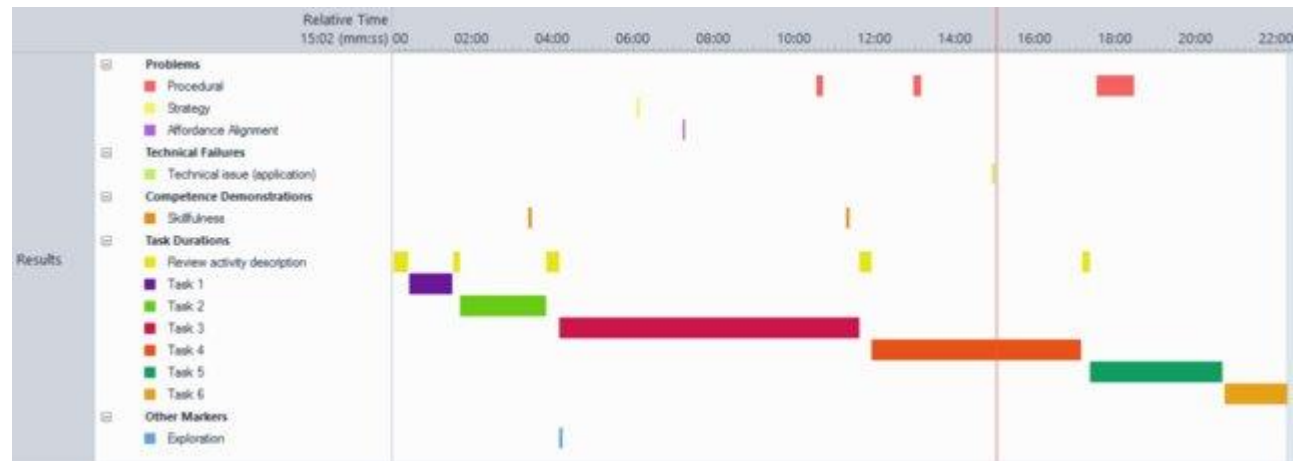 Relative Time
15:02 (mm:ss) 00 02:00 04:00 06:00 08:00 10:00 12:00 14:00 16:00 18:00 20:00 22:00
Results
Problems
Procedural
Strategy
Affordance Alignment
Technical Failures
Technical issue (application)
Competence Demonstrations
Skillfulness
Task Durations
Review activity description
Task 1
Task 2
Task 3
Task 4
Task 5
Task 6
Other Markers
Exploration